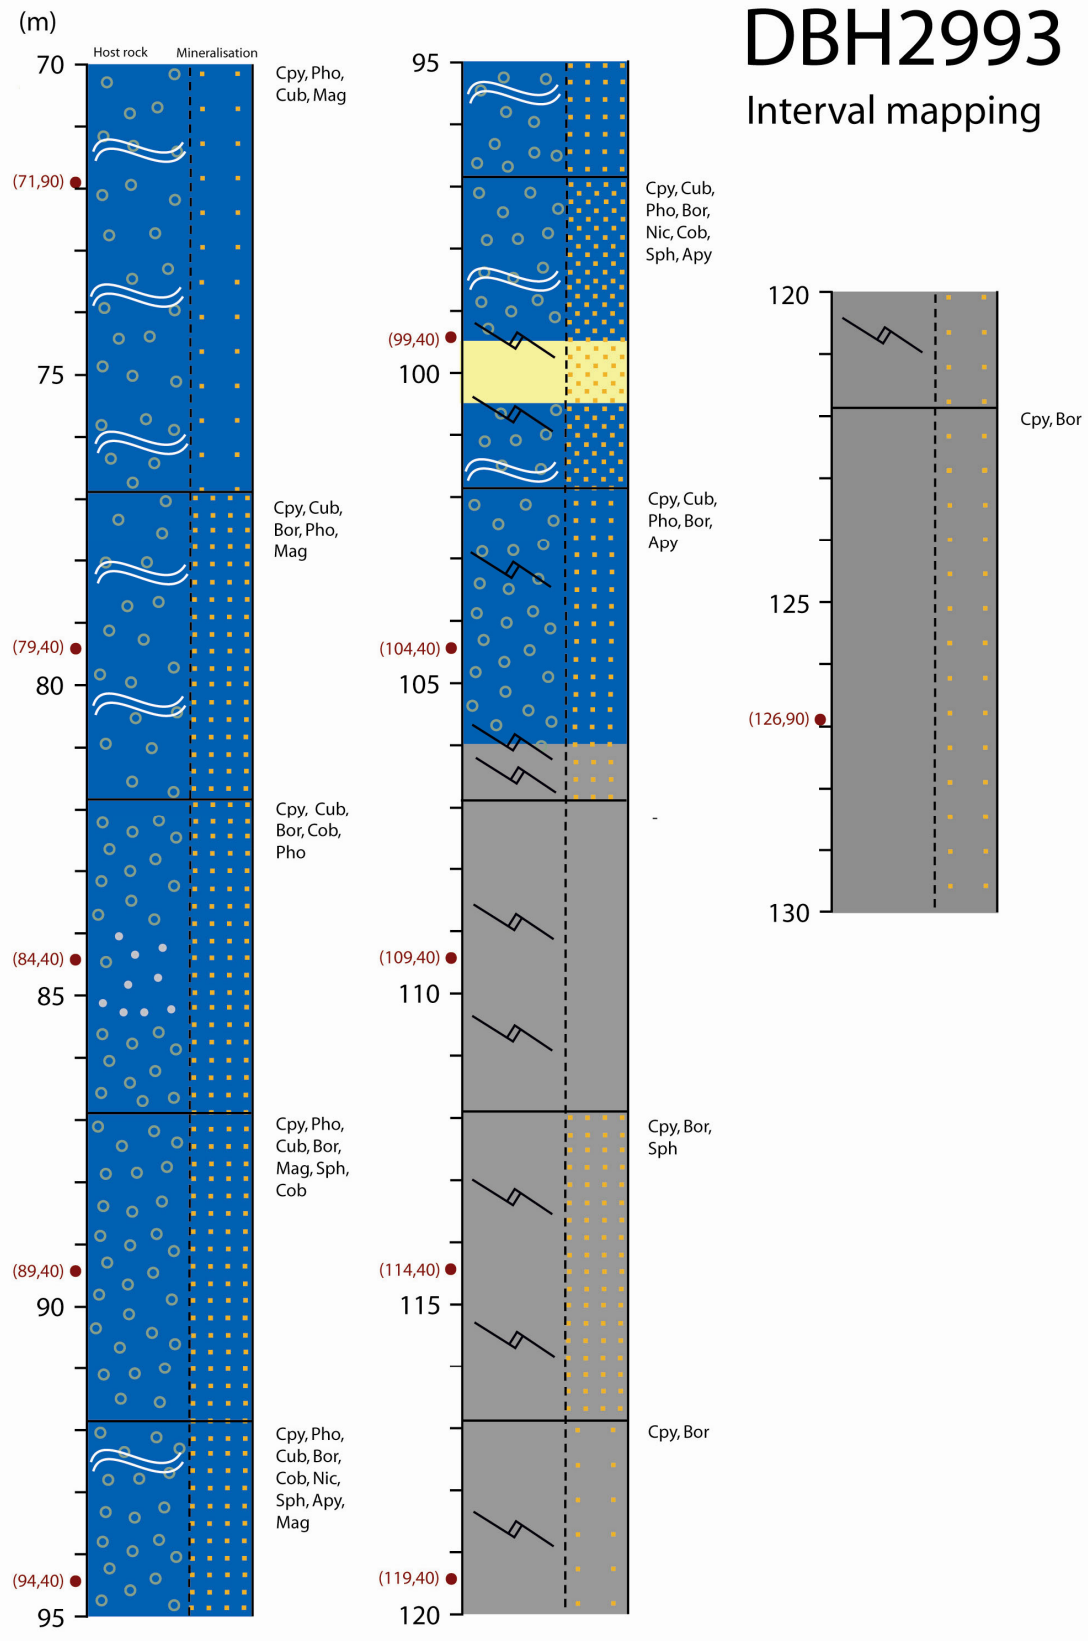 (m)
DBH2993
Interval mapping
Host rock
Mineralisation
70
Cpy, Pho,
Cub, Mag
(71,90)
75
Cpy, Cub,
Bor, Pho,
Mag
(79,40)
80
Cpy, Cub,
Bor, Cob,
Pho
(84,40)
85
Cpy, Pho,
Cub, Bor,
Mag, Sph,
Cob
(89,40)
90
Cpy, Pho,
Cub, Bor,
Cob, Nic,
Sph, Apy,
Mag
(94,40)
95
95
Cpy, Cub,
Pho, Bor,
Nic, Cob,
Sph, Apy
(99,40)
100
Cpy, Cub,
Pho, Bor,
Apy
(104,40)
105
-
(109,40)
110
Cpy, Bor,
Sph
(114,40)
115
Cpy, Bor
(119,40)
120
120
Cpy, Bor
125
(126,90)
130